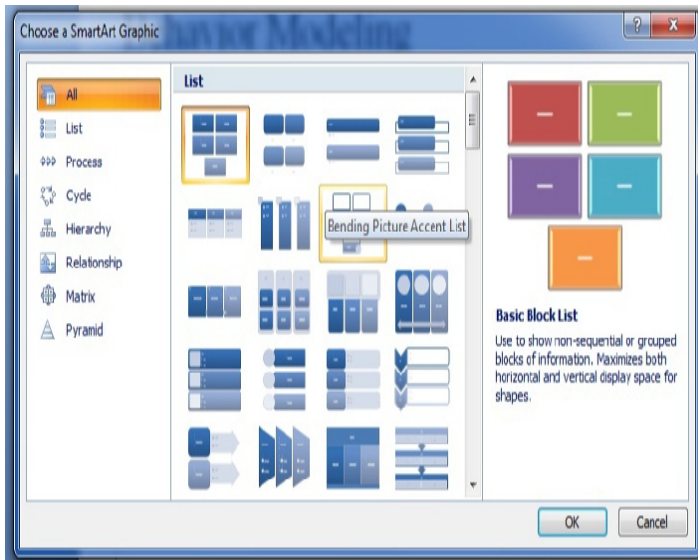 Behavior Modeling
Choose a SmartArt Graphic
All
List
Process
Cycle
Hierarchy
Relationship
Matrix
Pyramid
List
Bending Picture Accent List
Basic Block List
Use to show non-sequential or grouped
blocks of information. Maximizes both
horizontal and vertical display space for
shapes.
OK
Cancel